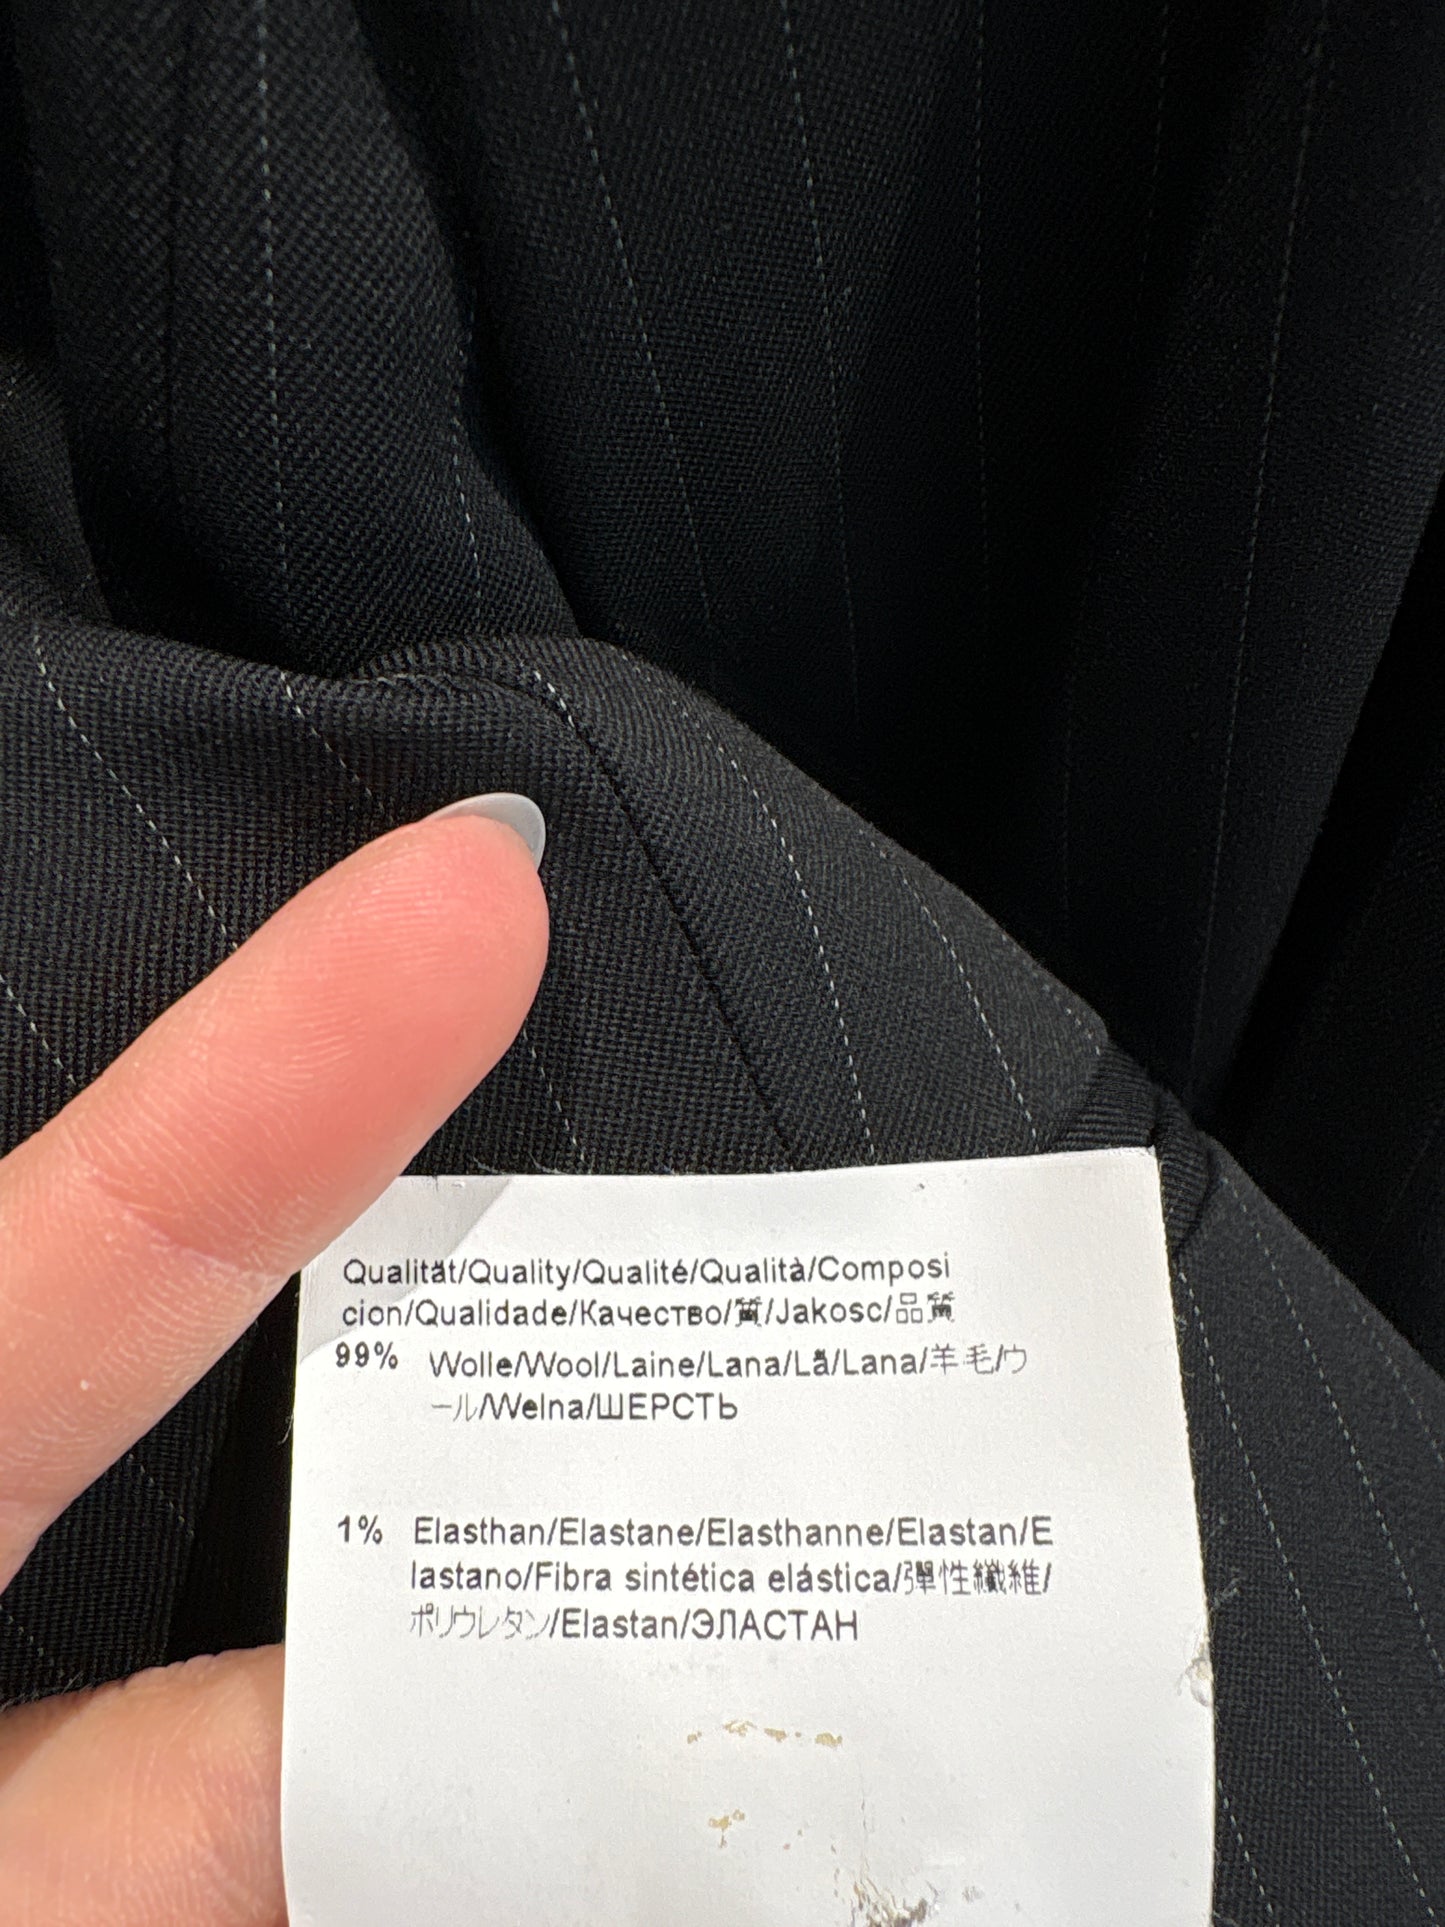 Qualität/Quality/Qualité/Qualità/Composi
cion/Qualidade/Качество/質/Jakosc/品質
99% Wolle/Wool/Laine/Lana/Lã/Lana/羊毛/ウ
ール/Welna/ШЕРСТЬ
1% Elasthan/Elastane/Elasthanne/Elastan/E
lastano/Fibra sintética elástica/彈性纖維/
ポリウレタン/Elastan/ЭЛАСТАН